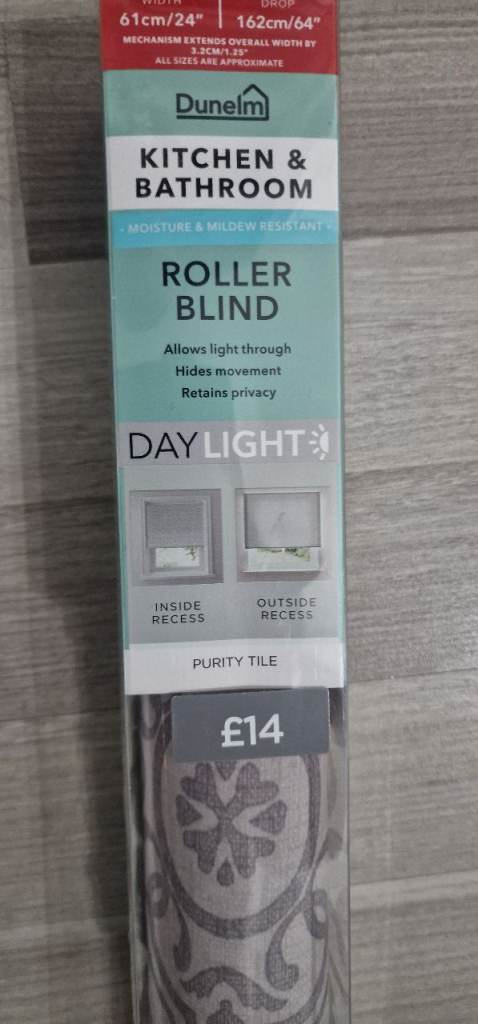 WIDTH DROP
61cm/24" 162cm/64"
MECHANISM EXTENDS OVERALL WIDTH BY
3.2CM/1.25"
ALL SIZES ARE APPROXIMATE
Dunelm
KITCHEN &
BATHROOM
- MOISTURE & MILDEW RESISTANT -
ROLLER
BLIND
Allows light through
Hides movement
Retains privacy
DAYLIGHT
INSIDE
RECESS
OUTSIDE
RECESS
PURITY TILE
£14